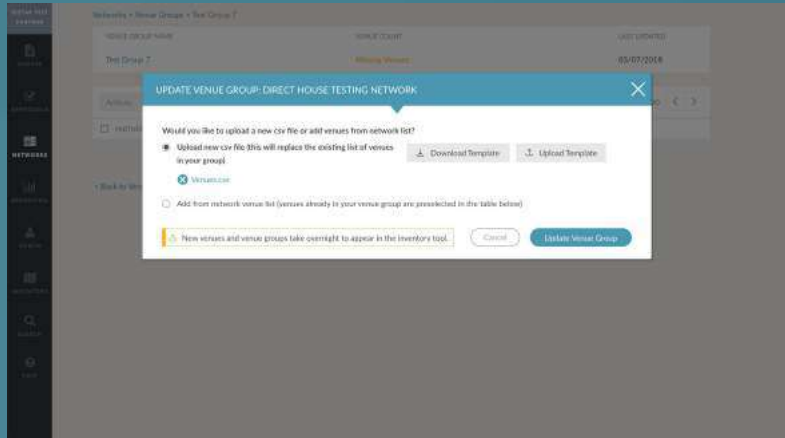 Networks > Venue Groups > Test Group 7
VENUE GROUP NAME
VENUE COUNT
LAST UPDATED
Test Group 7
Missing Venues
03/07/2018
UPDATE VENUE GROUP: DIRECT HOUSE TESTING NETWORK
Actions
Would you like to upload a new csv file or add venues from network list?
Upload new csv file (this will replace the existing list of venues
in your group)
Download Template
Upload Template
Venues.csv
Add from network venue list (venues already in your venue group are preselected in the table below)
New venues and venue groups take overnight to appear in the inventory tool.
Cancel
Update Venue Group
NETWORKS